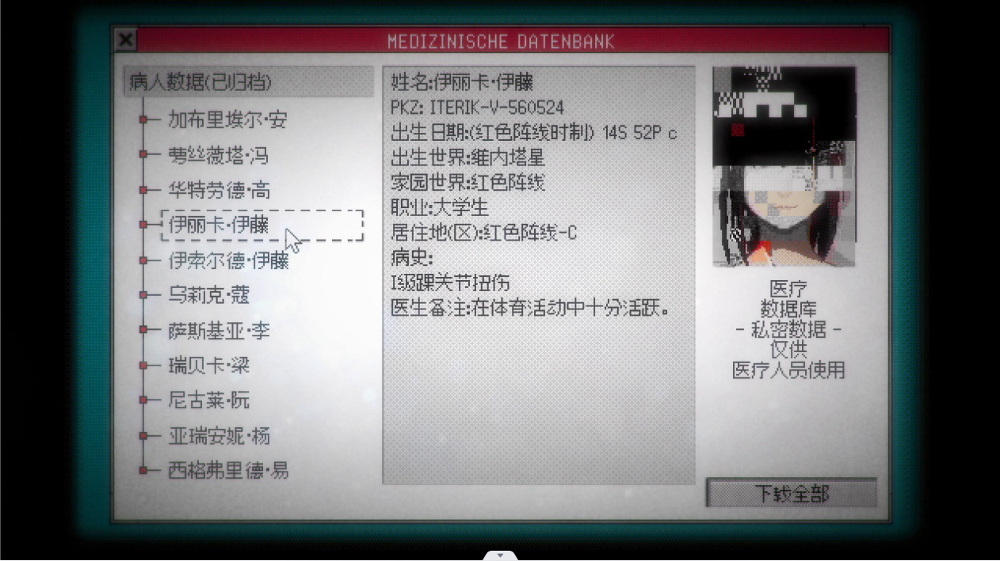 MEDIZINISCHE DATENBANK
病人数据(已归档)
加布里埃尔·安
萝丝薇塔·冯
华特劳德·高
伊丽卡·伊藤
伊索尔德·伊藤
乌莉克·蔻
萨斯基亚·李
瑞贝卡·梁
尼古莱·阮
亚瑞安妮·杨
西格弗里德·易
姓名:伊丽卡·伊藤
PKZ: ITERIK-V-560524
出生日期:(红色阵线时制) 14S 52P c
出生世界:维内塔星
家园世界:红色阵线
职业:大学生
居住地(区):红色阵线-C
病史:
I级踝关节扭伤
医生备注:在体育活动中十分活跃。
医疗
数据库
- 私密数据 -
仅供
医疗人员使用
下载全部